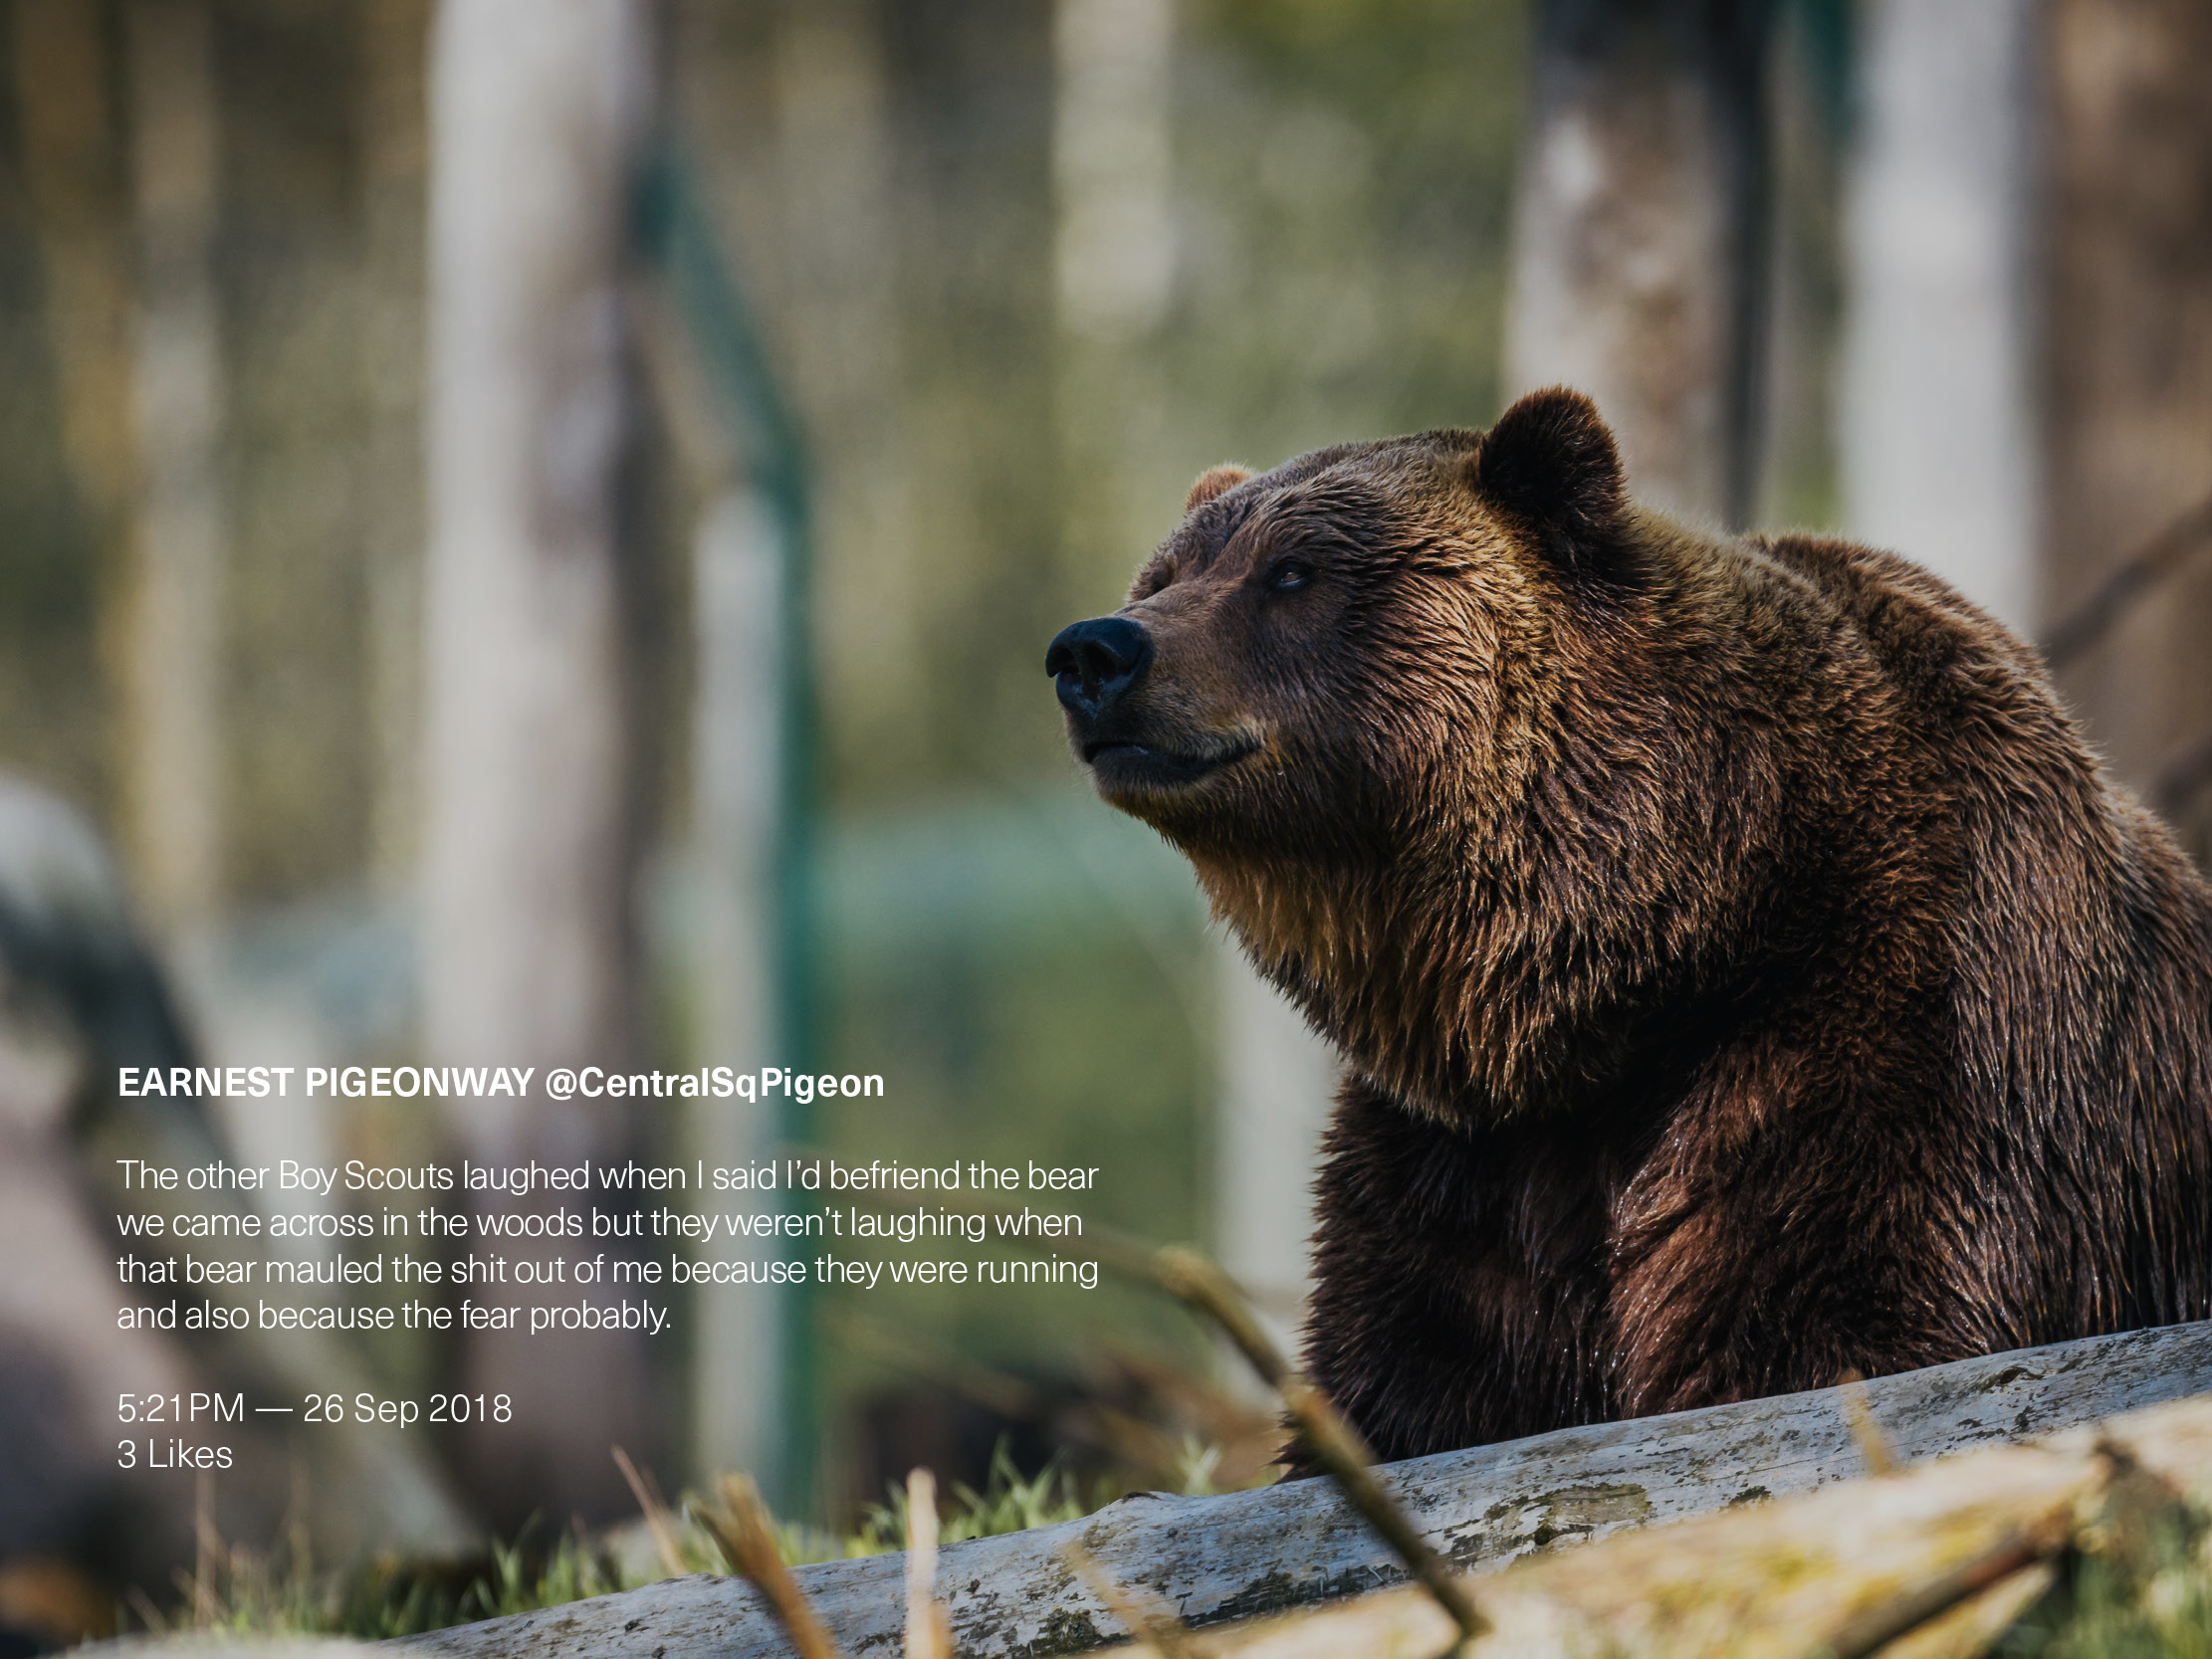 EARNEST PIGEONWAY @CentralSqPigeon
The other Boy Scouts laughed when I said I’d befriend the bear
we came across in the woods but they weren’t laughing when
that bear mauled the shit out of me because they were running
and also because the fear probably.
5:21PM — 26 Sep 2018
3 Likes